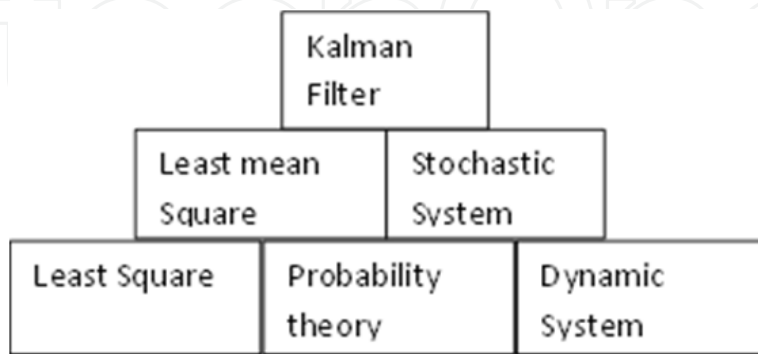 Kalman
Filter
Least mean
Square
Stochastic
System
Least Square
Probability
theory
Dynamic
System